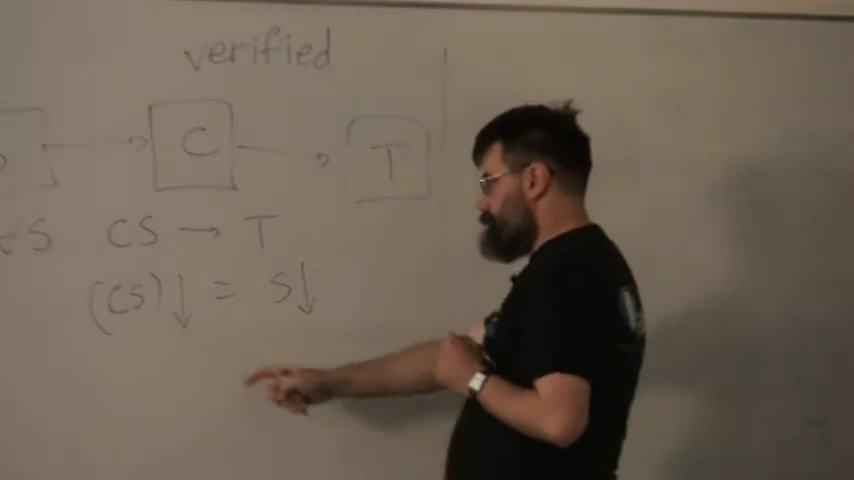 verified
C T
∀S CS → T
(CS)↓ = S↓